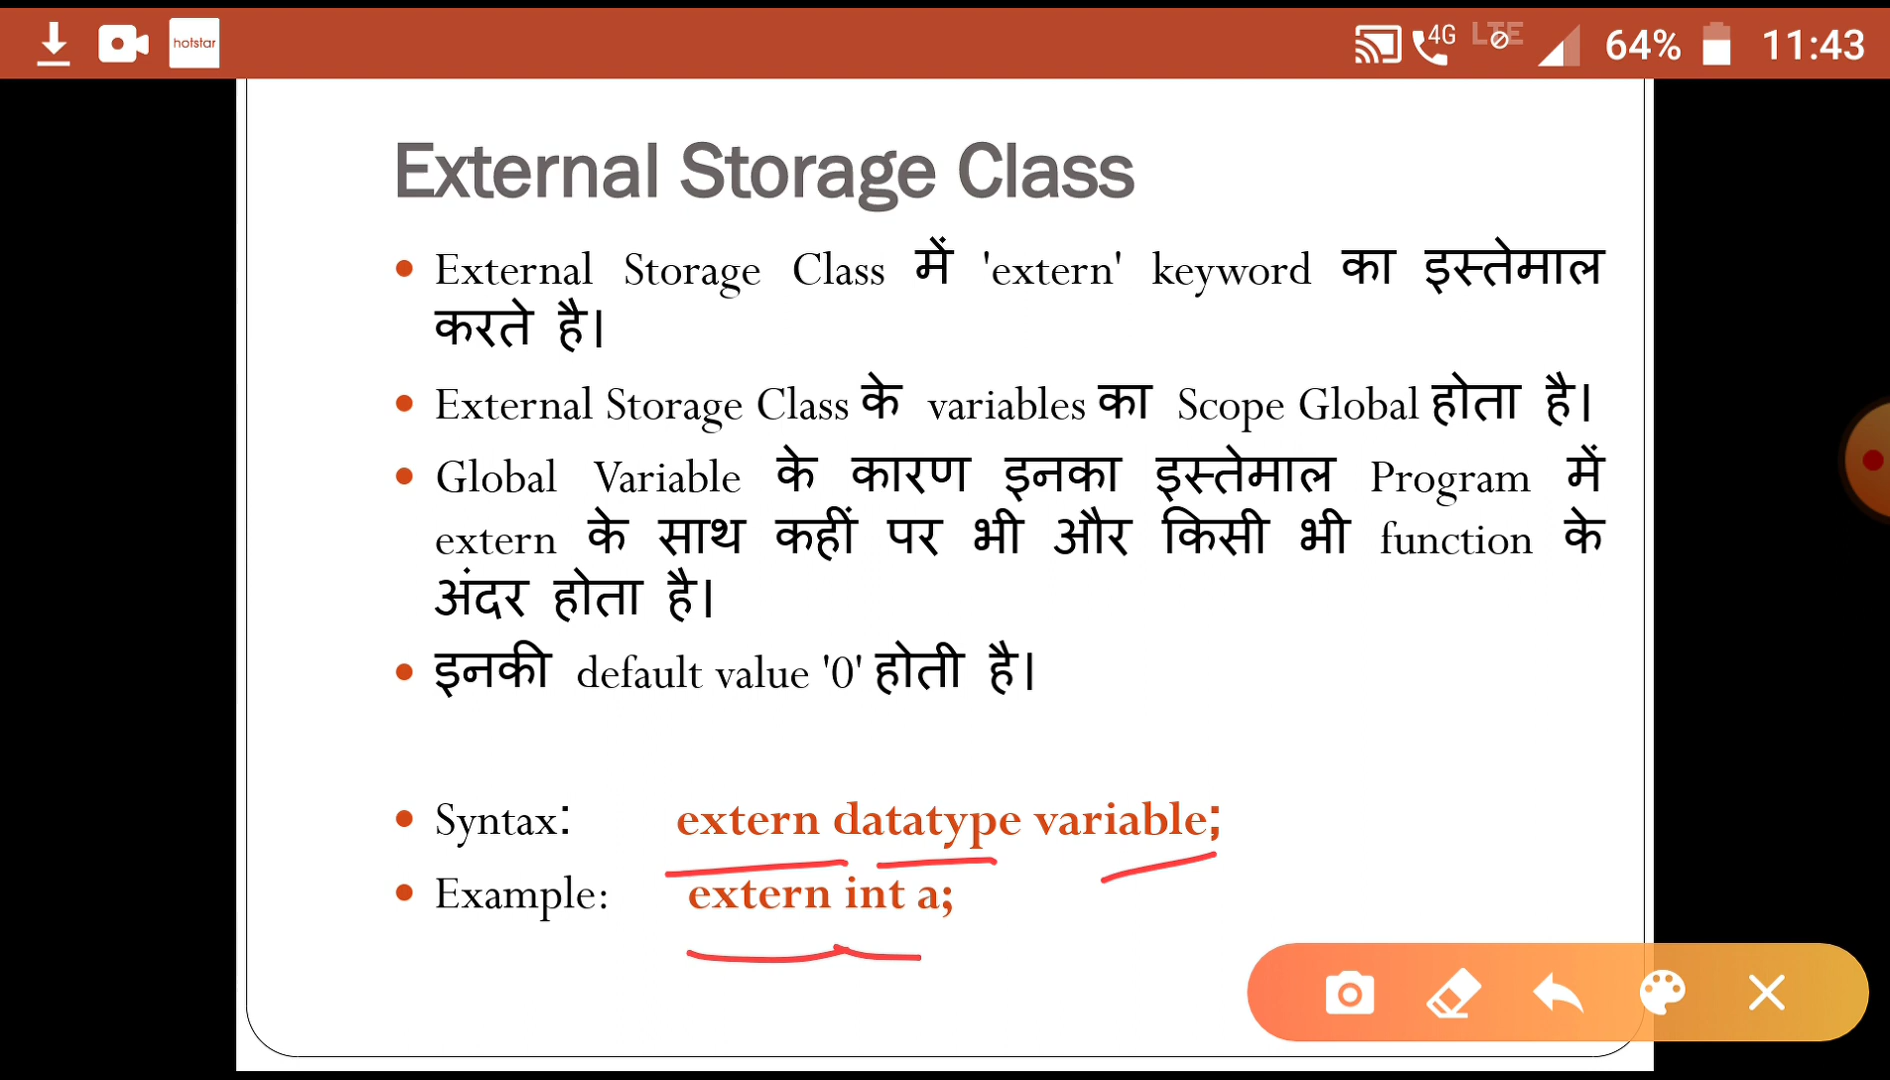 hotstar
4G
LTE
64%
11:43
External Storage Class
External Storage Class में 'extern' keyword का इस्तेमाल
करते है।
External Storage Class के variables का Scope Global होता है।
Global Variable के कारण इनका इस्तेमाल Program में
extern के साथ कहीं पर भी और किसी भी function के
अंदर होता है।
इनकी default value '0' होती है।
Syntax: extern datatype variable;
Example: extern int a;